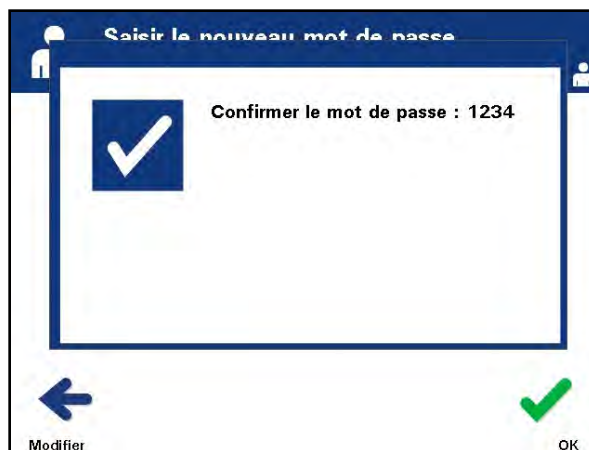 Saisir le nouveau mot de passe
Confirmer le mot de passe : 1234
Modifier
OK